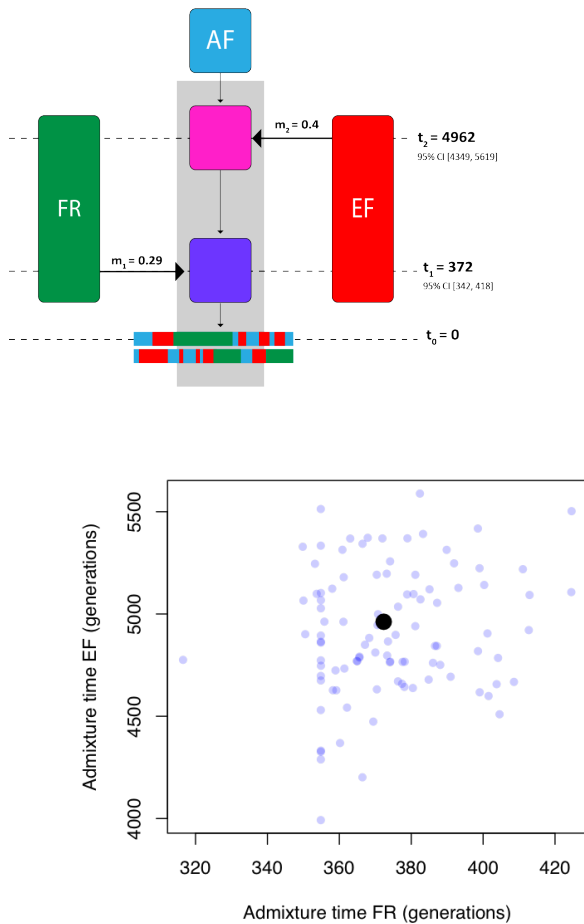 AF
m2 = 0.4
t2 = 4962
95% CI [4349, 5619]
FR
EF
m1 = 0.29
t1 = 372
95% CI [342, 418]
t0 = 0
Admixture time EF (generations)
5500
5000
4500
4000
320 340 360 380 400 420
Admixture time FR (generations)